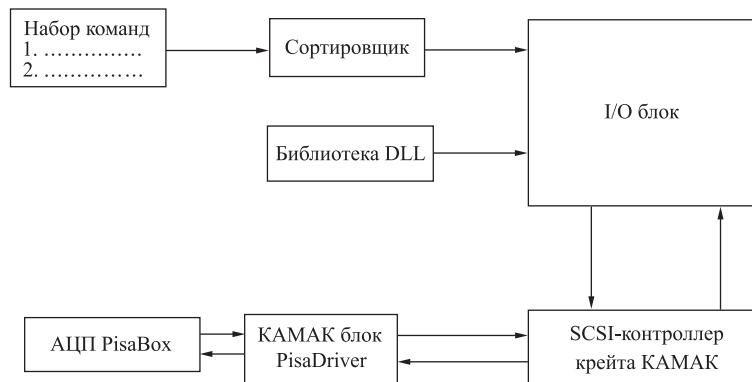 Набор команд
1. ...............
2. ...............
Сортировщик
I/O блок
Библиотека DLL
АЦП PisaBox
КАМАК блок
PisaDriver
SCSI-контроллер
крейта КАМАК